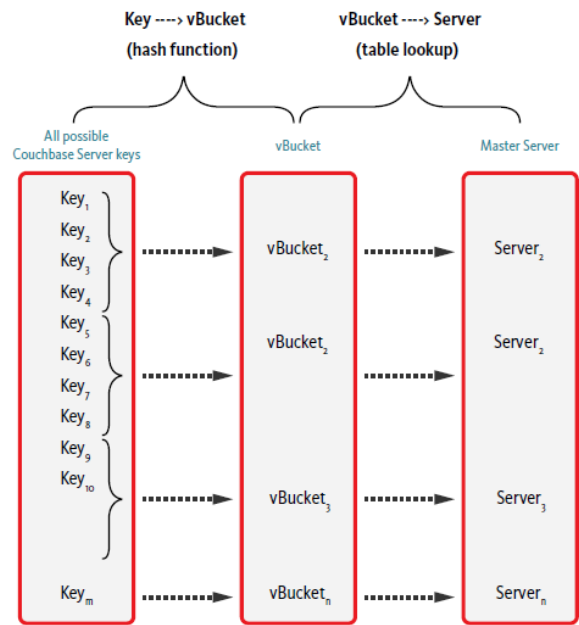 Key ----> vBucket
(hash function)
vBucket ----> Server
(table lookup)
All possible
Couchbase Server keys
vBucket
Master Server
Key₁
Key₂
Key₃
Key₄
Key₅
Key₆
Key₇
Key₈
Key₉
Key₁₀
Keyₘ
vBucket₂
vBucket₂
vBucket₃
vBucketₙ
Server₂
Server₂
Server₃
Serverₙ